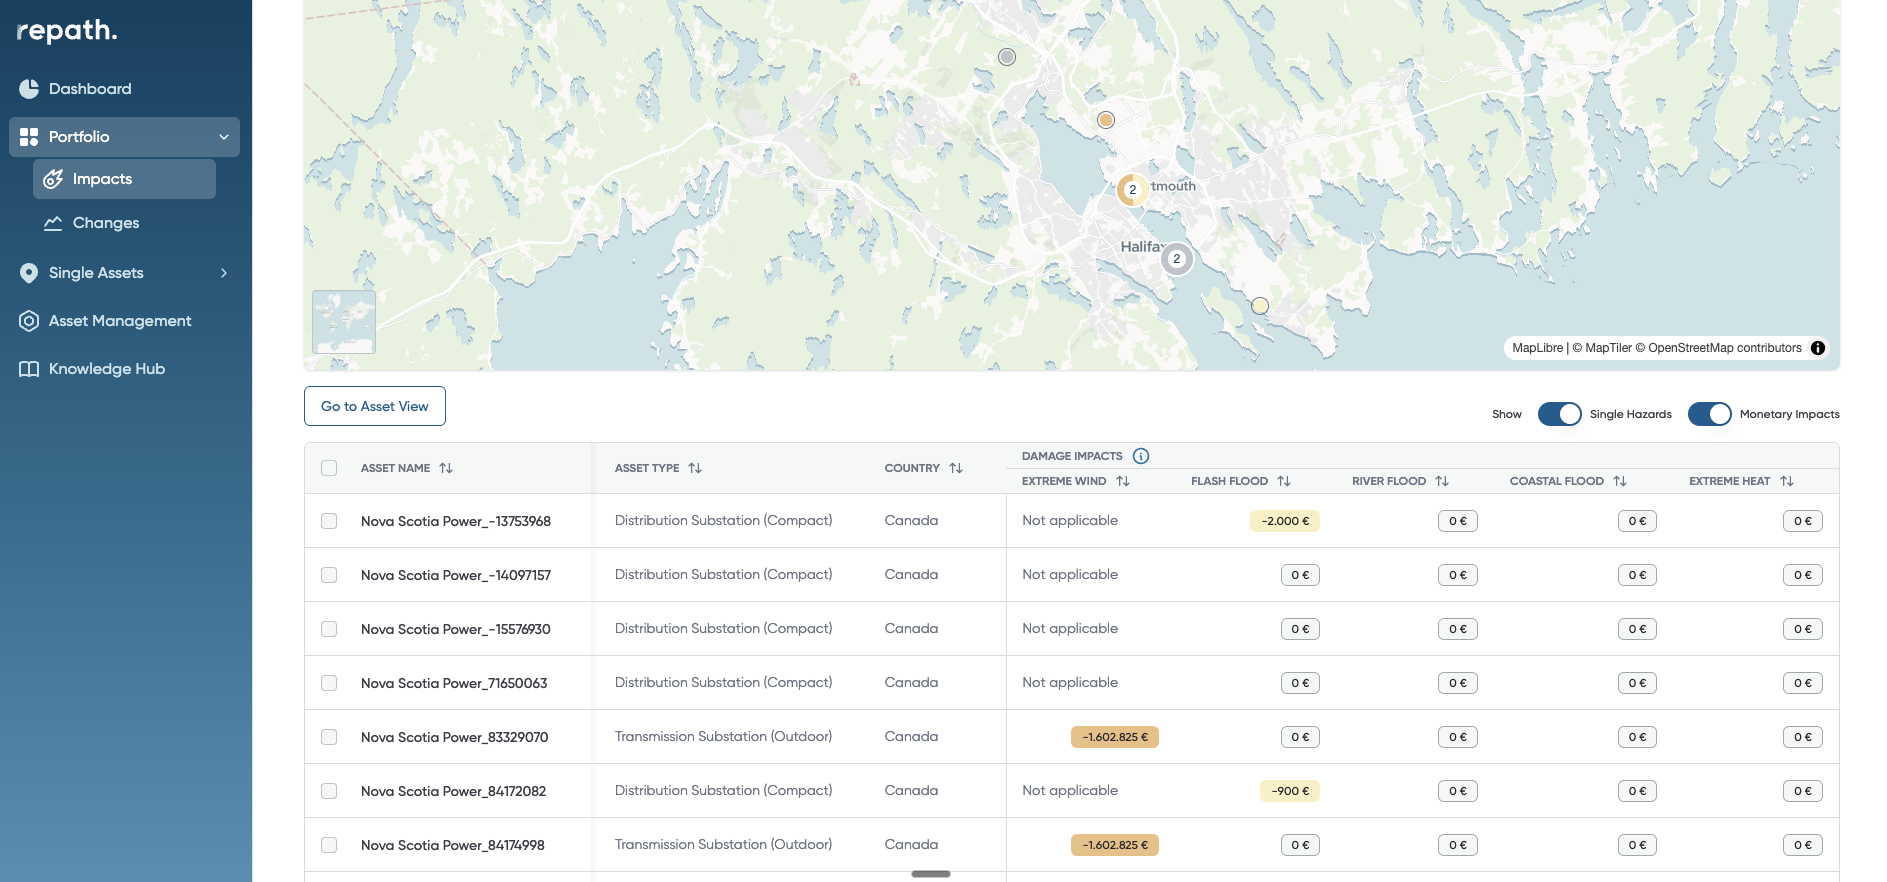 repath.
Dashboard
Portfolio
Impacts
Changes
Single Assets
Asset Management
Knowledge Hub
2
tmouth
Halifax
2
MapLibre | © MapTiler © OpenStreetMap contributors
Go to Asset View
Show Single Hazards Monetary Impacts
ASSET NAME ASSET TYPE COUNTRY DAMAGE IMPACTS
EXTREME WIND FLASH FLOOD RIVER FLOOD COASTAL FLOOD EXTREME HEAT
Nova Scotia Power_-13753968 Distribution Substation (Compact) Canada Not applicable -2.000 € 0 € 0 € 0 €
Nova Scotia Power_-14097157 Distribution Substation (Compact) Canada Not applicable 0 € 0 € 0 € 0 €
Nova Scotia Power_-15576930 Distribution Substation (Compact) Canada Not applicable 0 € 0 € 0 € 0 €
Nova Scotia Power_71650063 Distribution Substation (Compact) Canada Not applicable 0 € 0 € 0 € 0 €
Nova Scotia Power_83329070 Transmission Substation (Outdoor) Canada -1.602.825 € 0 € 0 € 0 € 0 €
Nova Scotia Power_84172082 Distribution Substation (Compact) Canada Not applicable -900 € 0 € 0 € 0 €
Nova Scotia Power_84174998 Transmission Substation (Outdoor) Canada -1.602.825 € 0 € 0 € 0 € 0 €